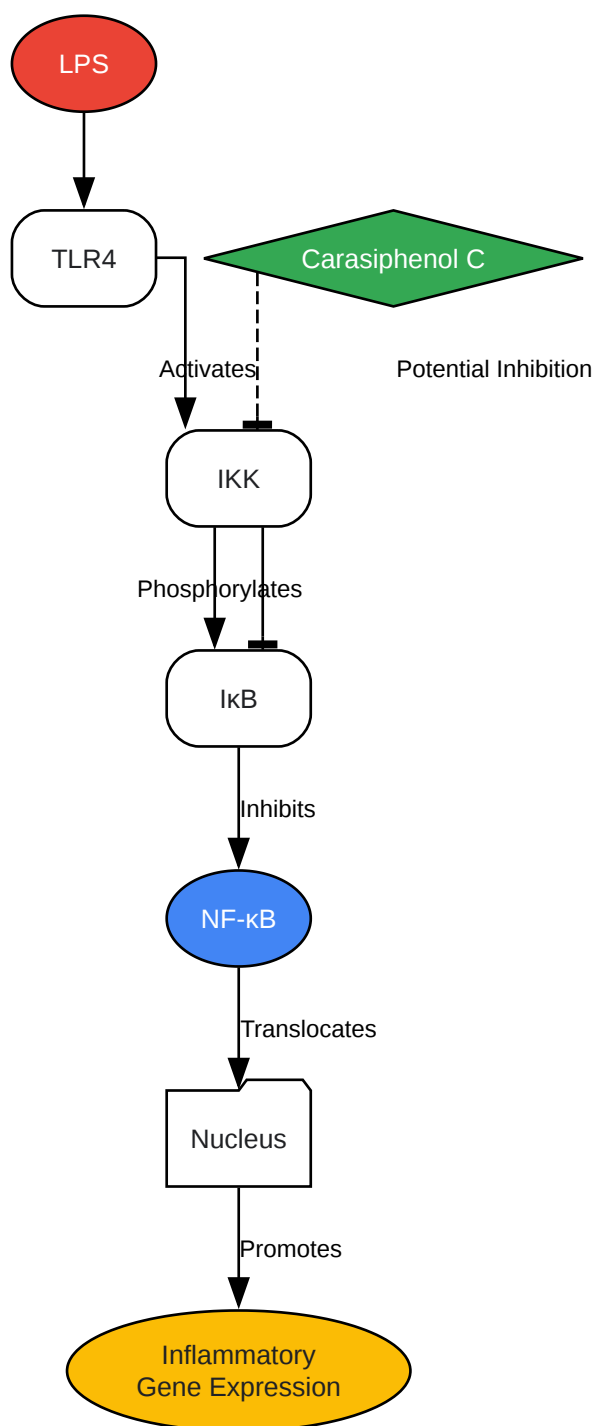 LPS
TLR4
Carasiphenol C
Activates
Potential Inhibition
IKK
Phosphorylates
IκB
Inhibits
NF-κB
Translocates
Nucleus
Promotes
Inflammatory
Gene Expression